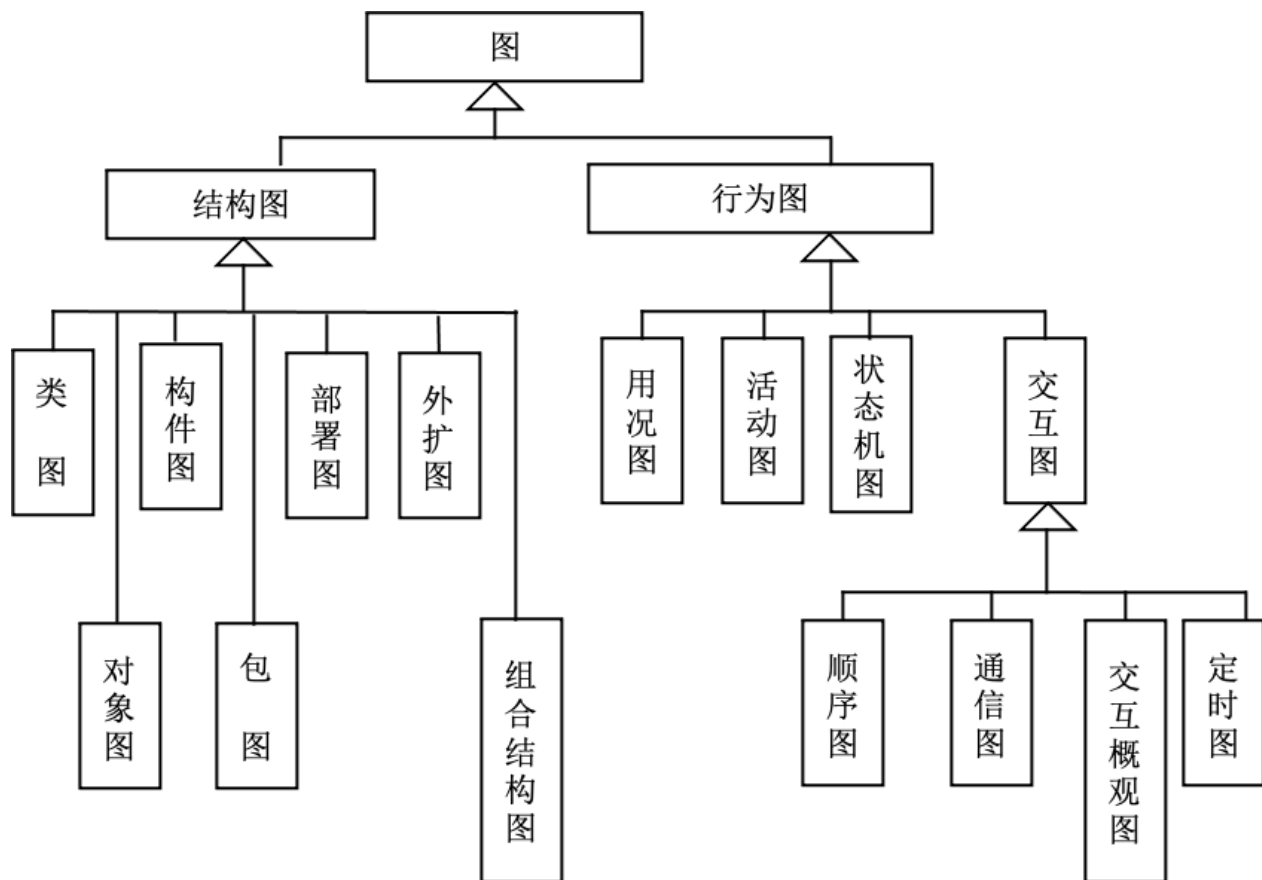 图
结构图
行为图
类图
构件图
部署图
外扩图
用况图
活动图
状态机图
交互图
对象图
包图
组合结构图
顺序图
通信图
交互概观图
定时图